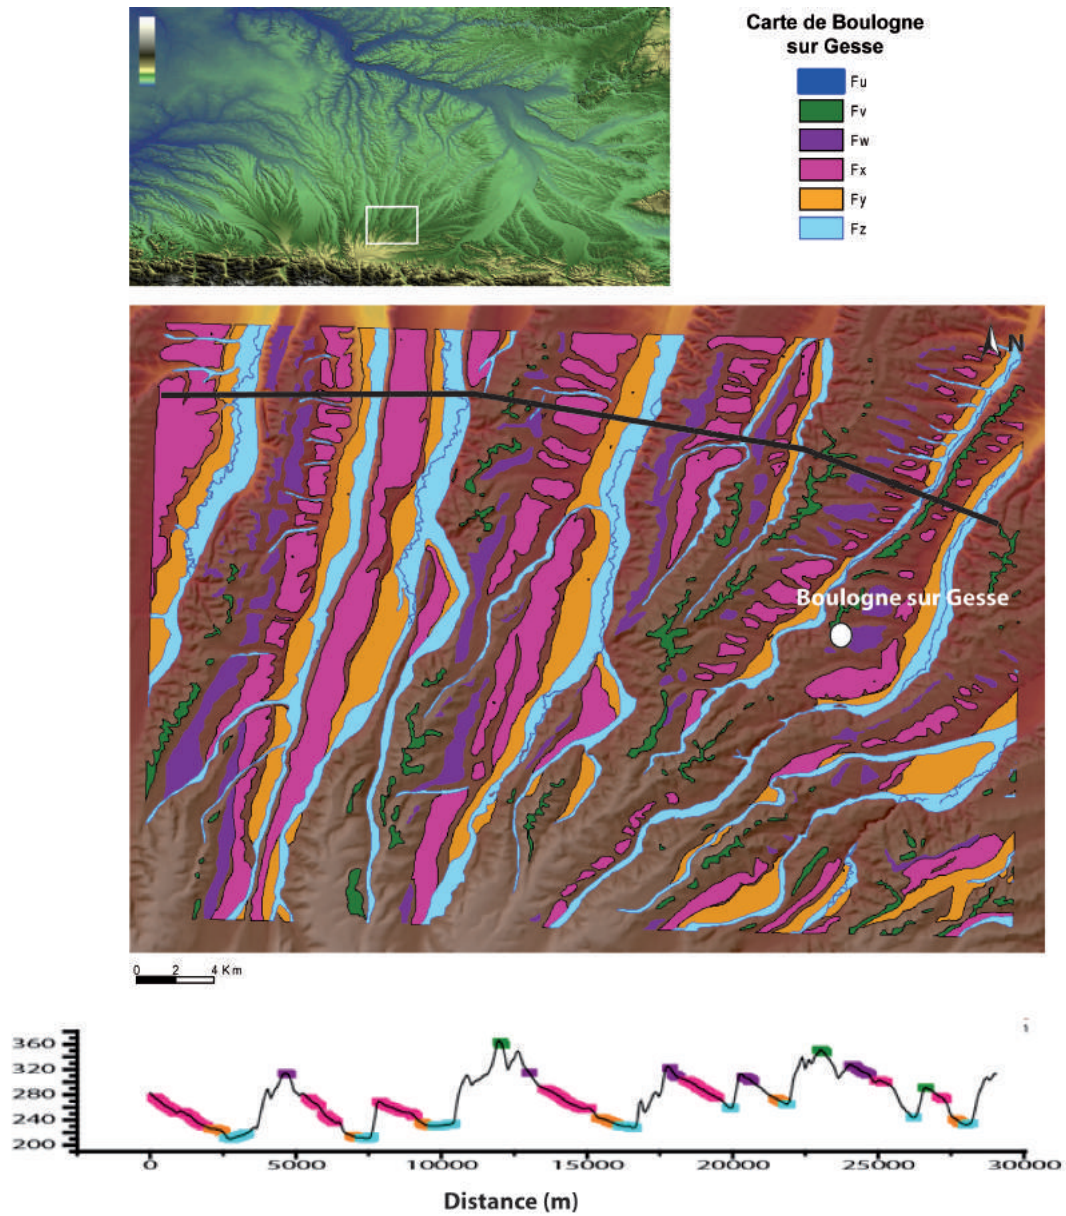 Carte de Boulogne
sur Gesse
Fu
Fv
Fw
Fx
Fy
Fz
N
Boulogne sur Gesse
0 2 4 Km
360
320
280
240
200
0 5000 10000 15000 20000 25000 30000
Distance (m)